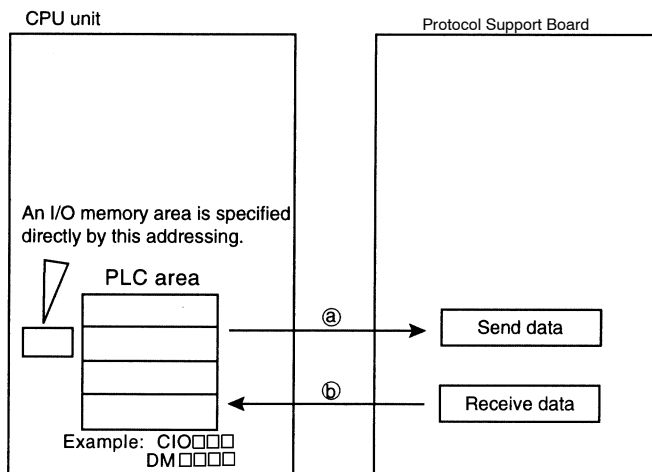 CPU unit
Protocol Support Board
An I/O memory area is specified
directly by this addressing.
PLC area
ⓐ
Send data
ⓑ
Receive data
Example: CIO□□□
DM□□□□